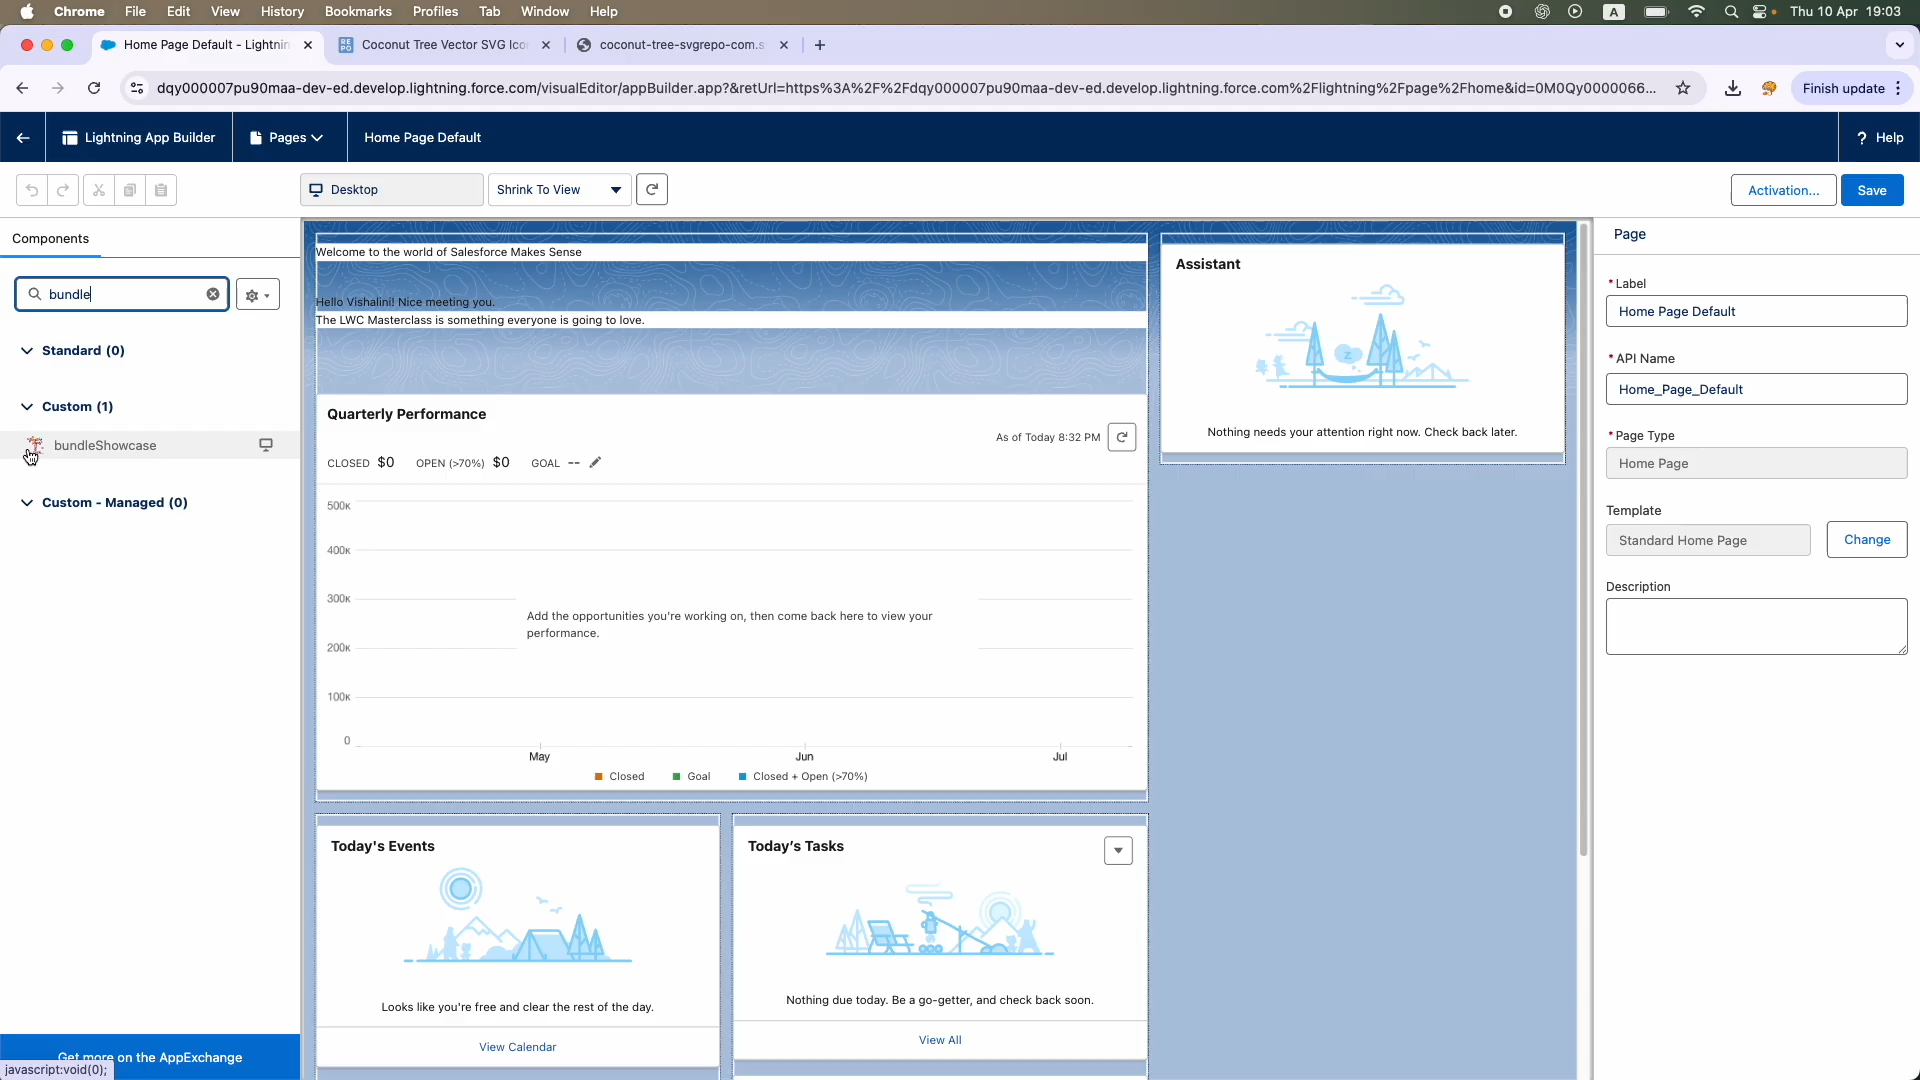 Chrome File Edit View History Bookmarks Profiles Tab Window Help A Thu 10 Apr 19:03
Home Page Default - Lightnin Coconut Tree Vector SVG Ico coconut-tree-svgrepo-com.s
dqy000007pu90maa-dev-ed.develop.lightning.force.com/visualEditor/appBuilder.app?&retUrl=https%3A%2F%2Fdqy000007pu90maa-dev-ed.develop.lightning.force.com%2Flightning%2Fpage%2Fhome&id=0M0Qy0000066... Finish update
Lightning App Builder Pages Home Page Default ? Help
Desktop Shrink To View Activation... Save
Components
bundle
Standard (0)
Custom (1)
bundleShowcase
Custom - Managed (0)
Get more on the AppExchange
javascript:void(0);
Welcome to the world of Salesforce Makes Sense
Hello Vishalini! Nice meeting you.
The LWC Masterclass is something everyone is going to love.
Quarterly Performance
As of Today 8:32 PM
CLOSED $0 OPEN (>70%) $0 GOAL --
500K
400K
300K
Add the opportunities you're working on, then come back here to view your
performance.
200K
100K
0
May Jun Jul
Closed Goal Closed + Open (>70%)
Today's Events
Looks like you're free and clear the rest of the day.
View Calendar
Today's Tasks
Nothing due today. Be a go-getter, and check back soon.
View All
Assistant
z
Nothing needs your attention right now. Check back later.
Page
* Label
Home Page Default
* API Name
Home_Page_Default
* Page Type
Home Page
Template
Standard Home Page Change
Description